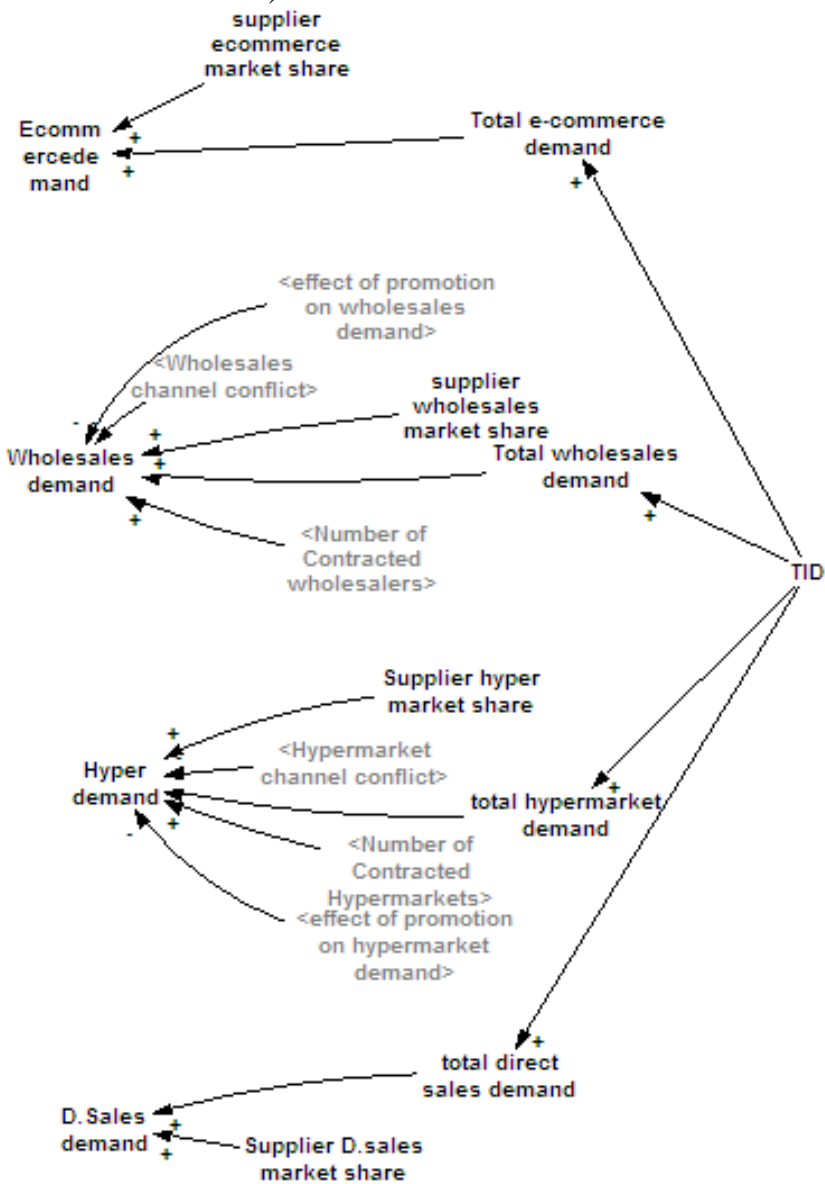 )
supplier
ecommerce
market share
Ecomm
ercede
mand
+
+
Total e-commerce
demand
+
<effect of promotion
on wholesales
demand>
<Wholesales
channel conflict>
supplier
wholesales
market share
- -
+
+
Wholesales
demand
+
Total wholesales
demand
+
<Number of
Contracted
wholesalers>
TID
Supplier hyper
market share
+
-
<Hypermarket
channel conflict>
Hyper
demand
+
-
total hypermarket
demand
+
<Number of
Contracted
Hypermarkets>
<effect of promotion
on hypermarket
demand>
+
total direct
sales demand
D.Sales
demand
+
+
Supplier D.sales
market share